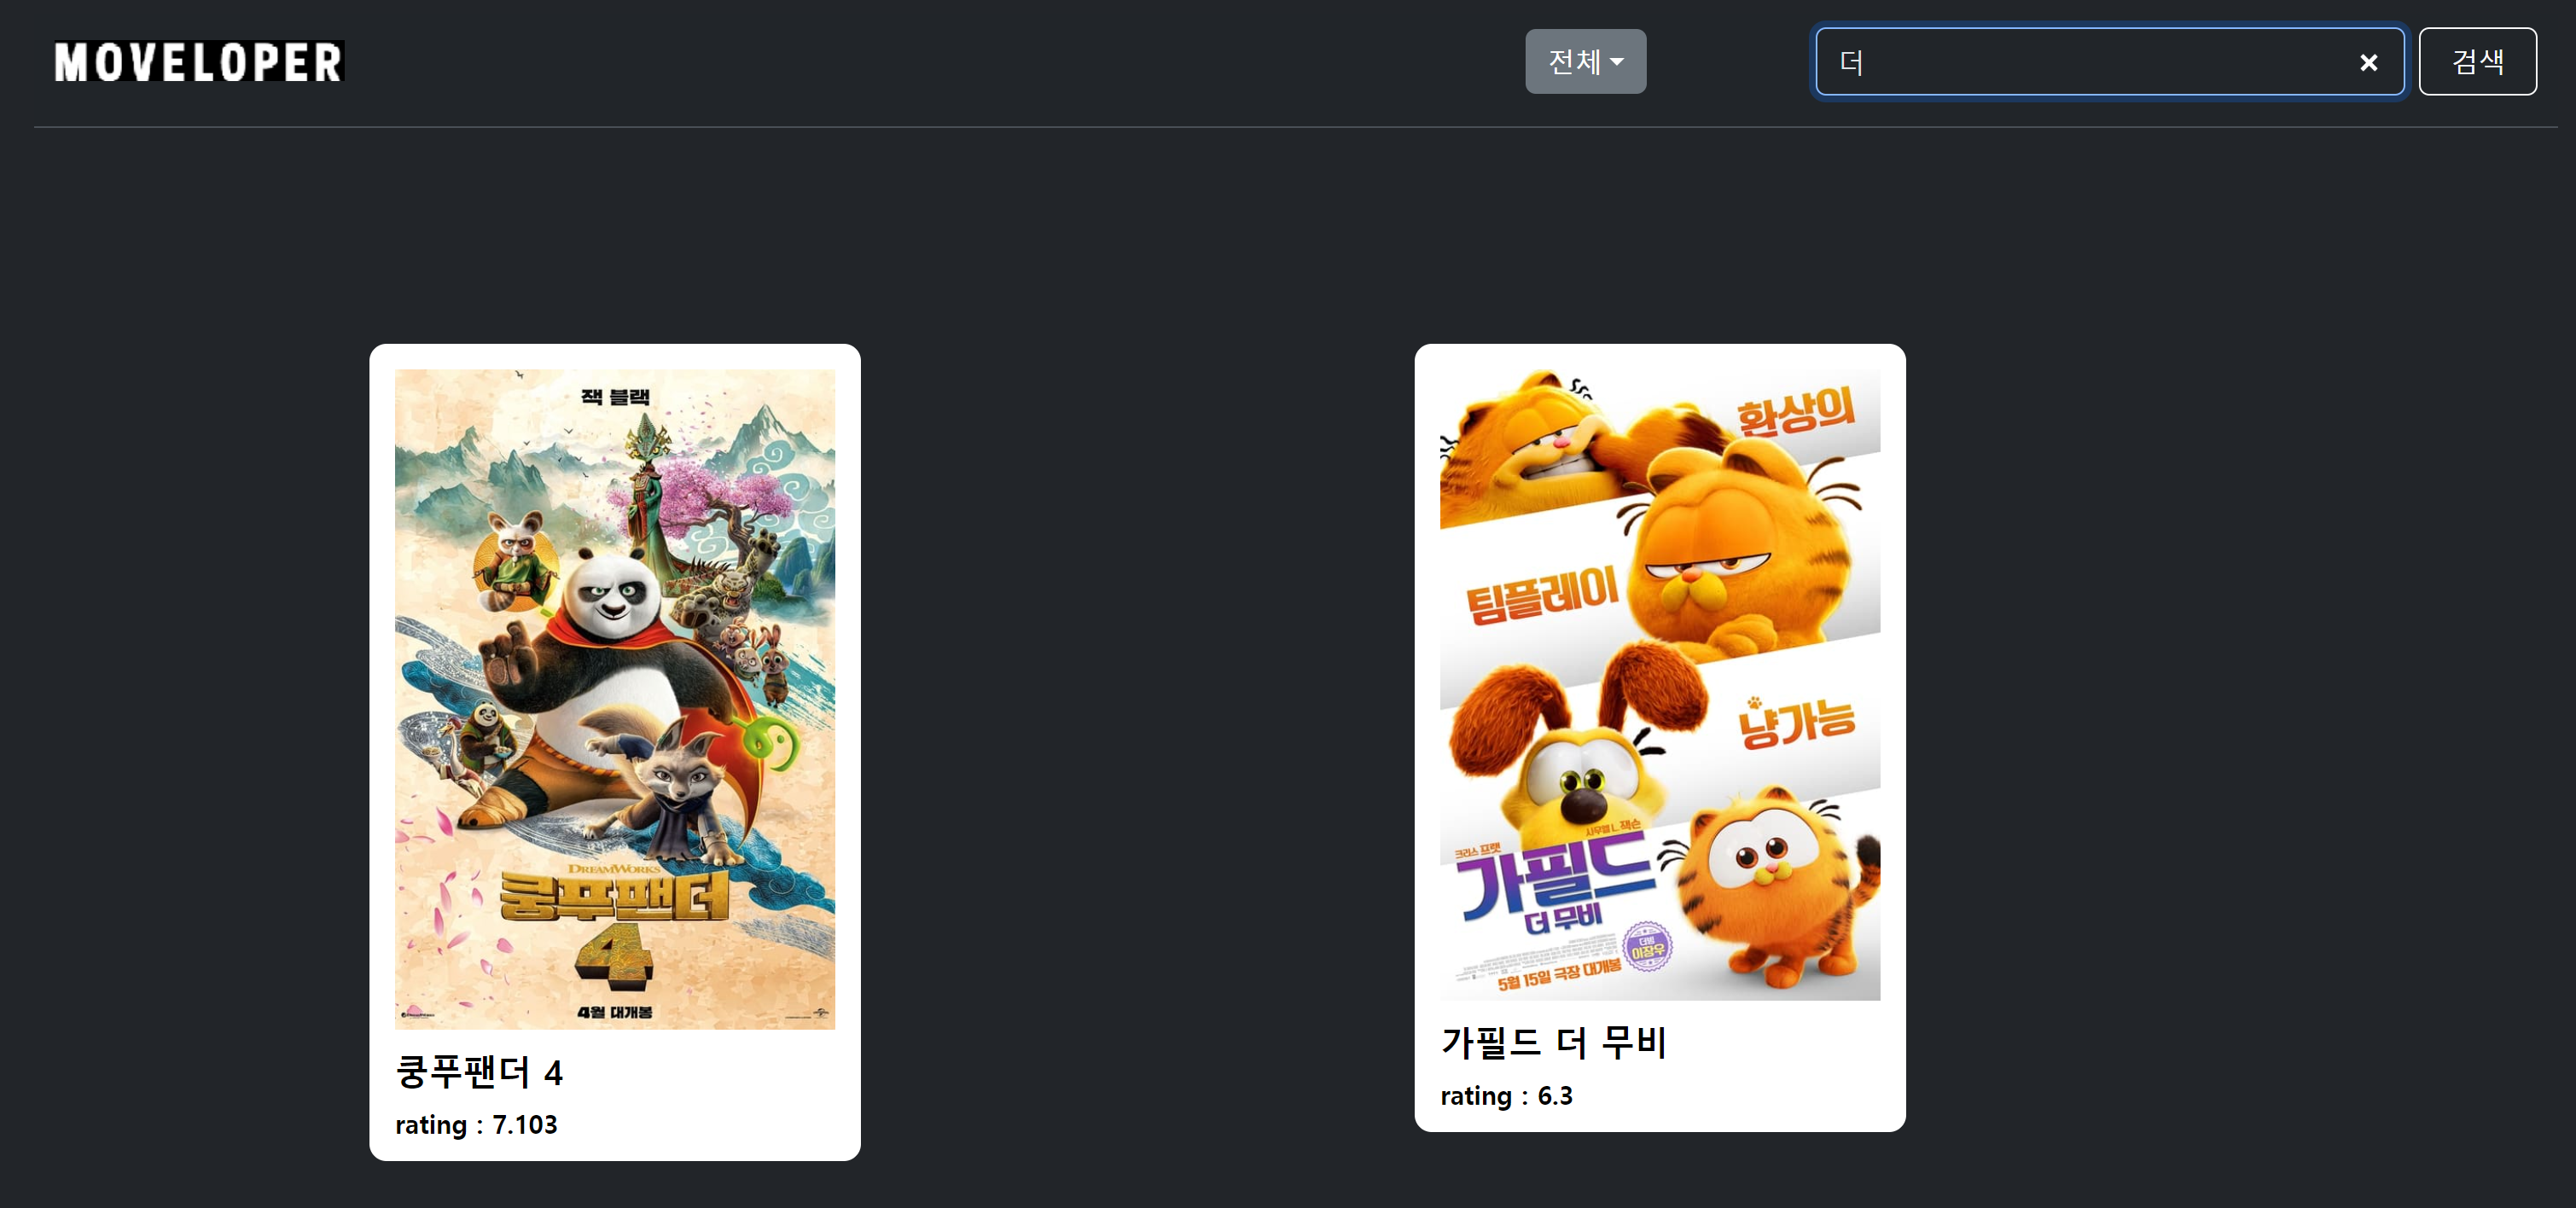 MOVELOPER
전체
더
검색
잭 블랙
DREAMWORKS
쿵푸팬더
4
4월 대개봉
쿵푸팬더 4
rating : 7.103
환상의
팀플레이
냥가능
크리스 프랫
사무엘 L. 잭슨
가필드
더 무비
더빙
이장우
5월 15일 극장 대개봉
가필드 더 무비
rating : 6.3